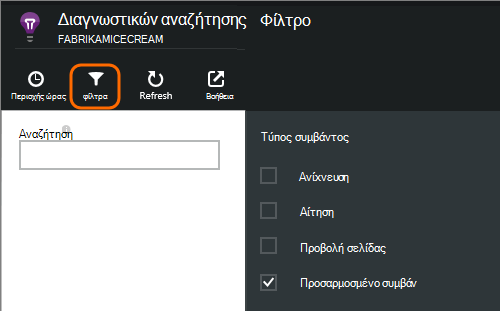 Διαγνωστικών αναζήτησης
FABRIKAMICECREAM
Περιοχής ώρας
φίλτρα
Refresh
Βοήθεια
Αναζήτηση
Φίλτρο
Τύπος συμβάντος
Ανίχνευση
Αίτηση
Προβολή σελίδας
Προσαρμοσμένο συμβάν